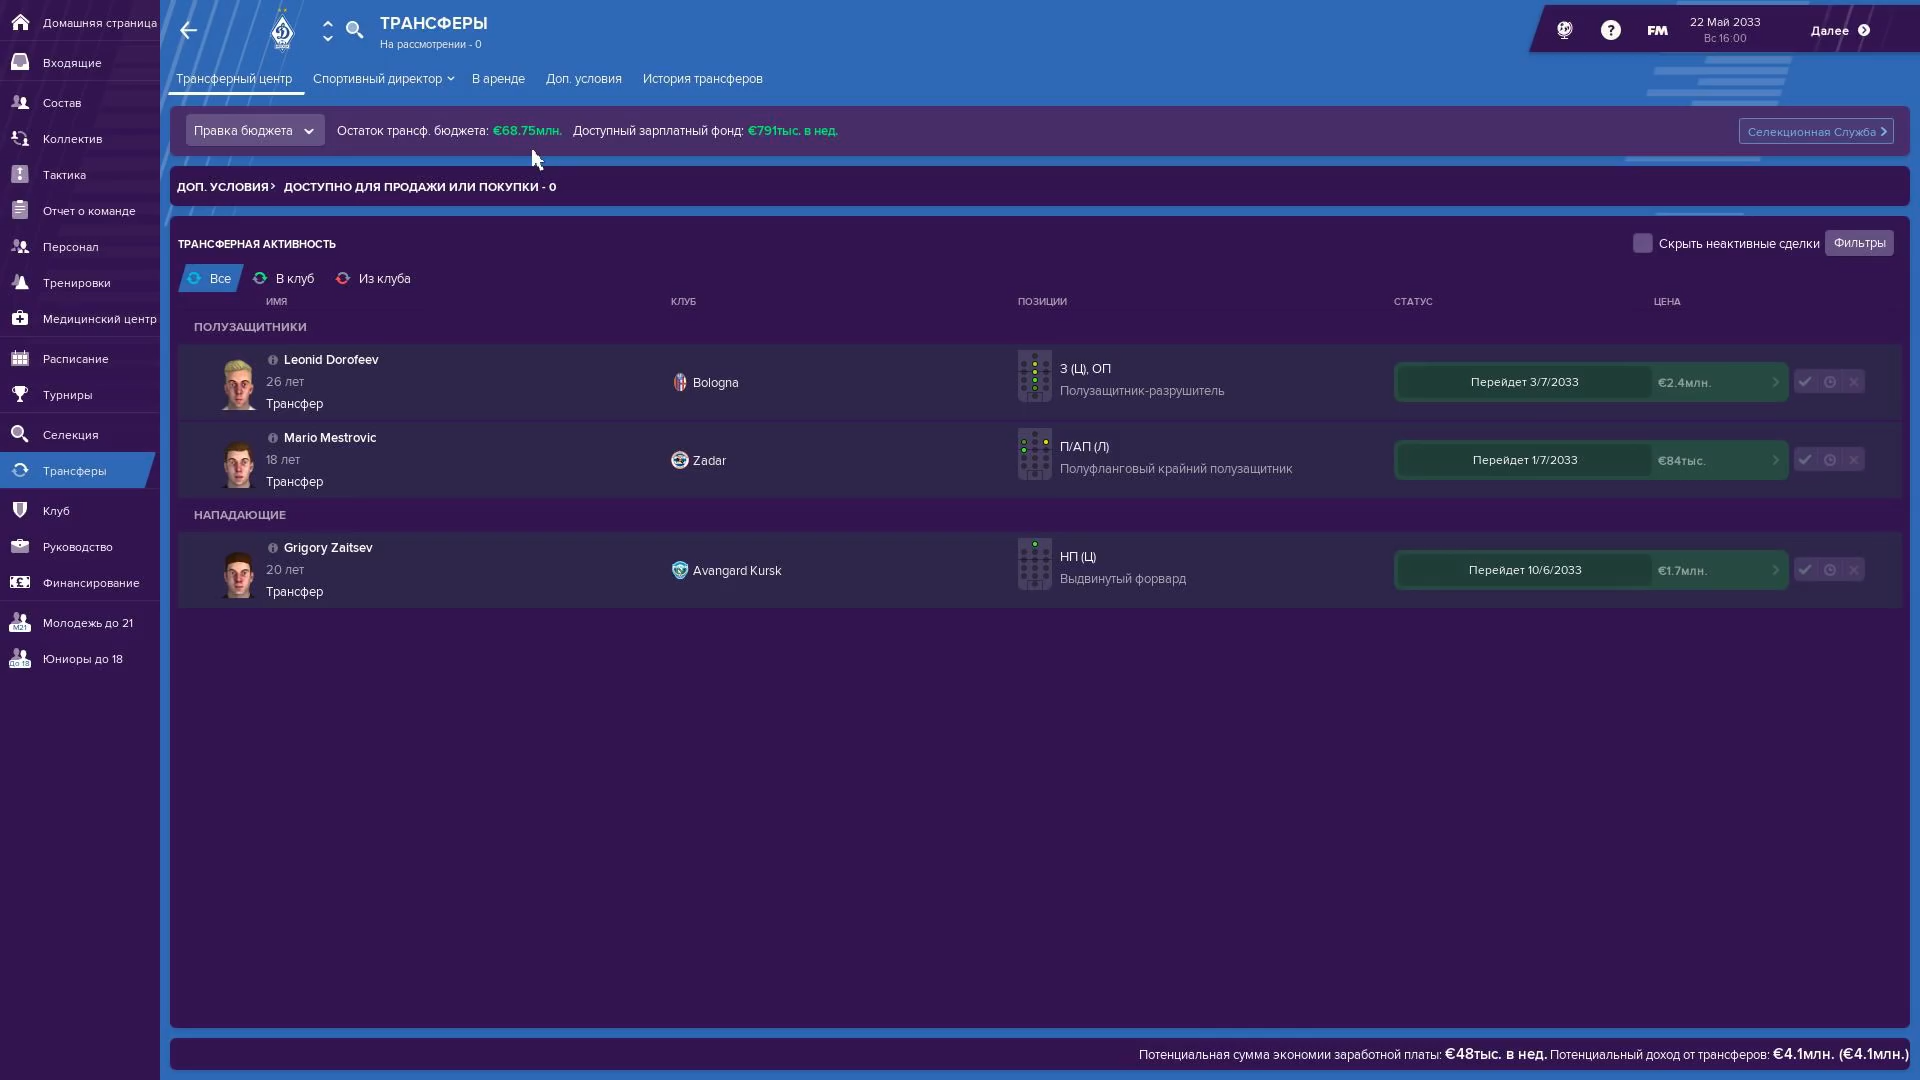 Домашняя страница
Входящие
Состав
Коллектив
Тактика
Отчет о команде
Персонал
Тренировки
Медицинский центр
Расписание
Турниры
Селекция
Трансферы
Клуб
Руководство
Финансирование
М21
Молодежь до 21
До 18
Юниоры до 18
ТРАНСФЕРЫ
На рассмотрении - 0
FM
22 Май 2033
Вс 16:00
Далее
Трансферный центр Спортивный директор В аренде Доп. условия История трансферов
Правка бюджета Остаток трансф. бюджета: €68.75млн. Доступный зарплатный фонд: €791тыс. в нед. Селекционная Служба
ДОП. УСЛОВИЯ ДОСТУПНО ДЛЯ ПРОДАЖИ ИЛИ ПОКУПКИ - 0
ТРАНСФЕРНАЯ АКТИВНОСТЬ Скрыть неактивные сделки Фильтры
Все В клуб Из клуба
ИМЯ КЛУБ ПОЗИЦИИ СТАТУС ЦЕНА
ПОЛУЗАЩИТНИКИ
Leonid Dorofeev
26 лет
Трансфер
Bologna
З (Ц), ОП
Полузащитник-разрушитель
Перейдет 3/7/2033 €2.4млн.
Mario Mestrovic
18 лет
Трансфер
Zadar
П/АП (Л)
Полуфланговый крайний полузащитник
Перейдет 1/7/2033 €84тыс.
НАПАДАЮЩИЕ
Grigory Zaitsev
20 лет
Трансфер
Avangard Kursk
НП (Ц)
Выдвинутый форвард
Перейдет 10/6/2033 €1.7млн.
Потенциальная сумма экономии заработной платы: €48тыс. в нед. Потенциальный доход от трансферов: €4.1млн. (€4.1млн.)